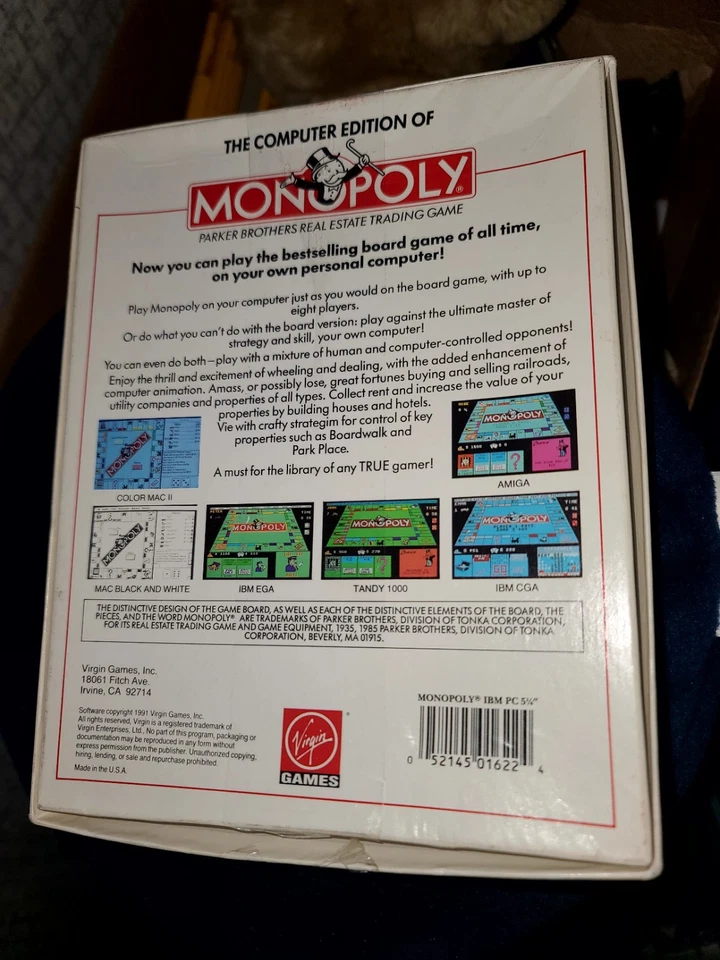 THE COMPUTER EDITION OF
MONOPOLY®
PARKER BROTHERS REAL ESTATE TRADING GAME
Now you can play the bestselling board game of all time,
on your own personal computer!
Play Monopoly on your computer just as you would on the board game, with up to
eight players.
Or do what you can't do with the board version: play against the ultimate master of
strategy and skill, your own computer!
You can even do both—play with a mixture of human and computer-controlled opponents!
Enjoy the thrill and excitement of wheeling and dealing, with the added enhancement of
computer animation. Amass, or possibly lose, great fortunes buying and selling railroads,
utility companies and properties of all types. Collect rent and increase the value of your
properties by building houses and hotels.
Vie with crafty strategim for control of key
properties such as Boardwalk and
Park Place.
A must for the library of any TRUE gamer!
MONOPOLY
COLOR MAC II
MONOPOLY
AMIGA
MONOPOLY
MAC BLACK AND WHITE
MONOPOLY
IBM EGA
MONOPOLY
TANDY 1000
MONOPOLY
IBM CGA
THE DISTINCTIVE DESIGN OF THE GAME BOARD, AS WELL AS EACH OF THE DISTINCTIVE ELEMENTS OF THE BOARD, THE
PIECES, AND THE WORD MONOPOLY® ARE TRADEMARKS OF PARKER BROTHERS, DIVISION OF TONKA CORPORATION,
FOR ITS REAL ESTATE TRADING GAME AND GAME EQUIPMENT, 1935, 1985 PARKER BROTHERS, DIVISION OF TONKA
CORPORATION, BEVERLY, MA 01915.
Virgin Games, Inc.
18061 Fitch Ave.
Irvine, CA 92714
Software copyright 1991 Virgin Games, Inc.
All rights reserved. Virgin is a registered trademark of
Virgin Enterprises, Ltd., No part of this program, packaging or
documentation may be reproduced in any form without
express permission from the publisher. Unauthorized copying,
hiring, lending, or sale and repurchase prohibited.
Made in the U.S.A.
Virgin
GAMES
MONOPOLY® IBM PC 5¼"
0 52145 01622 4